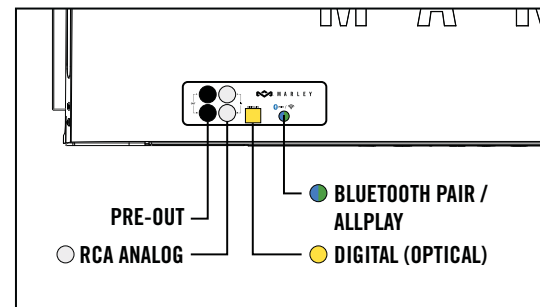 MARLEY
PRE-OUT
RCA ANALOG
BLUETOOTH PAIR /
ALLPLAY
DIGITAL (OPTICAL)